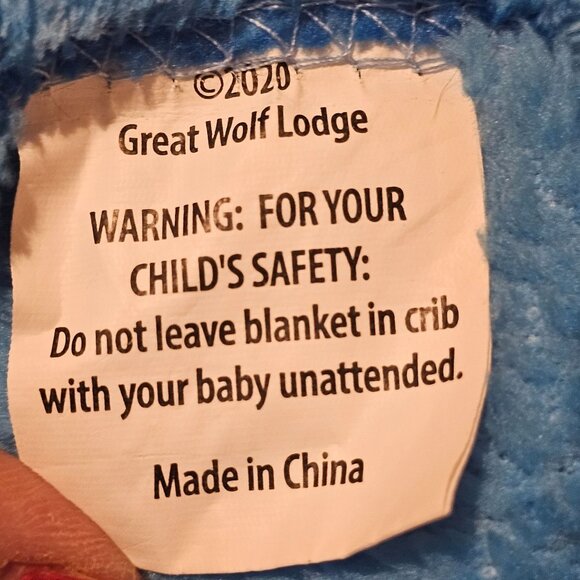 ©2020
Great Wolf Lodge
WARNING: FOR YOUR
CHILD'S SAFETY:
Do not leave blanket in crib
with your baby unattended.
Made in China